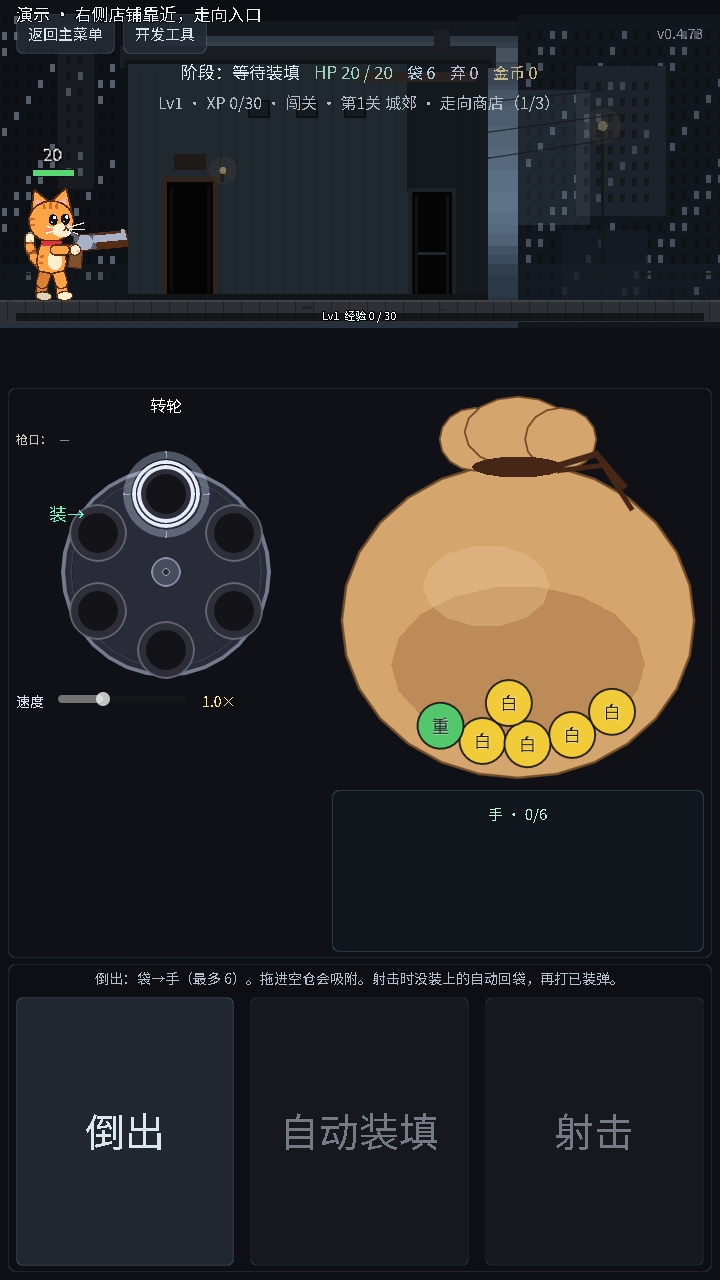 演示 · 右侧店铺靠近，走向入口
返回主菜单
开发工具
v0.4.73
阶段：等待装填 HP 20 / 20 袋 6 弃 0 金币 0
Lv1 · XP 0/30 · 闯关 · 第1关 城郊 · 走向商店（1/3）
20
Lv1 经验 0 / 30
转轮
枪口： —
装→
速度
1.0×
白
白
重
白
白
白
手 · 0/6
倒出：袋→手（最多 6）。拖进空仓会吸附。射击时没装上的自动回袋，再打已装弹。
倒出
自动装填
射击